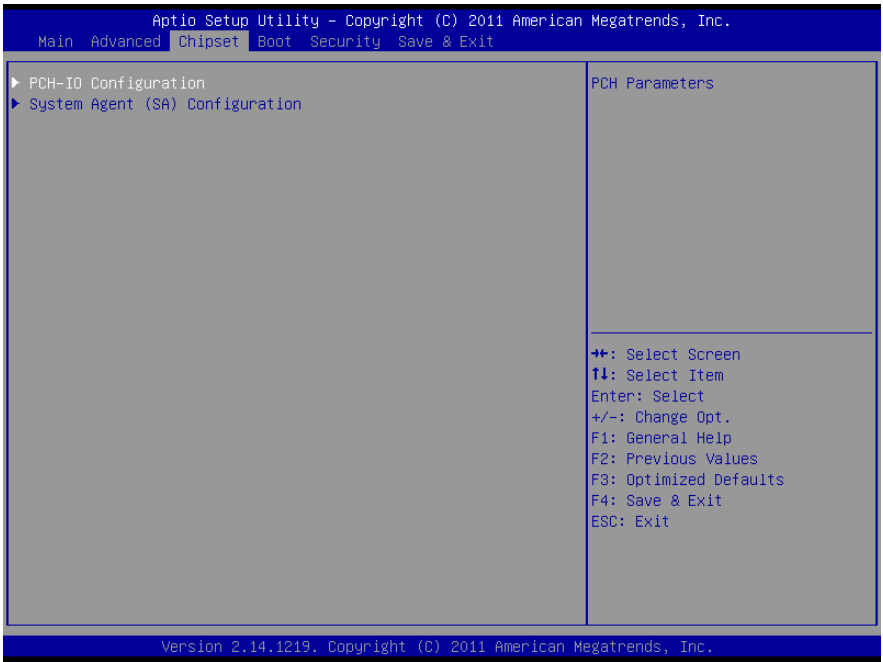 Aptio Setup Utility – Copyright (C) 2011 American Megatrends, Inc.
Main Advanced Chipset Boot Security Save & Exit
▶ PCH-IO Configuration
▶ System Agent (SA) Configuration
PCH Parameters
→←: Select Screen
↑↓: Select Item
Enter: Select
+/-: Change Opt.
F1: General Help
F2: Previous Values
F3: Optimized Defaults
F4: Save & Exit
ESC: Exit
Version 2.14.1219. Copyright (C) 2011 American Megatrends, Inc.